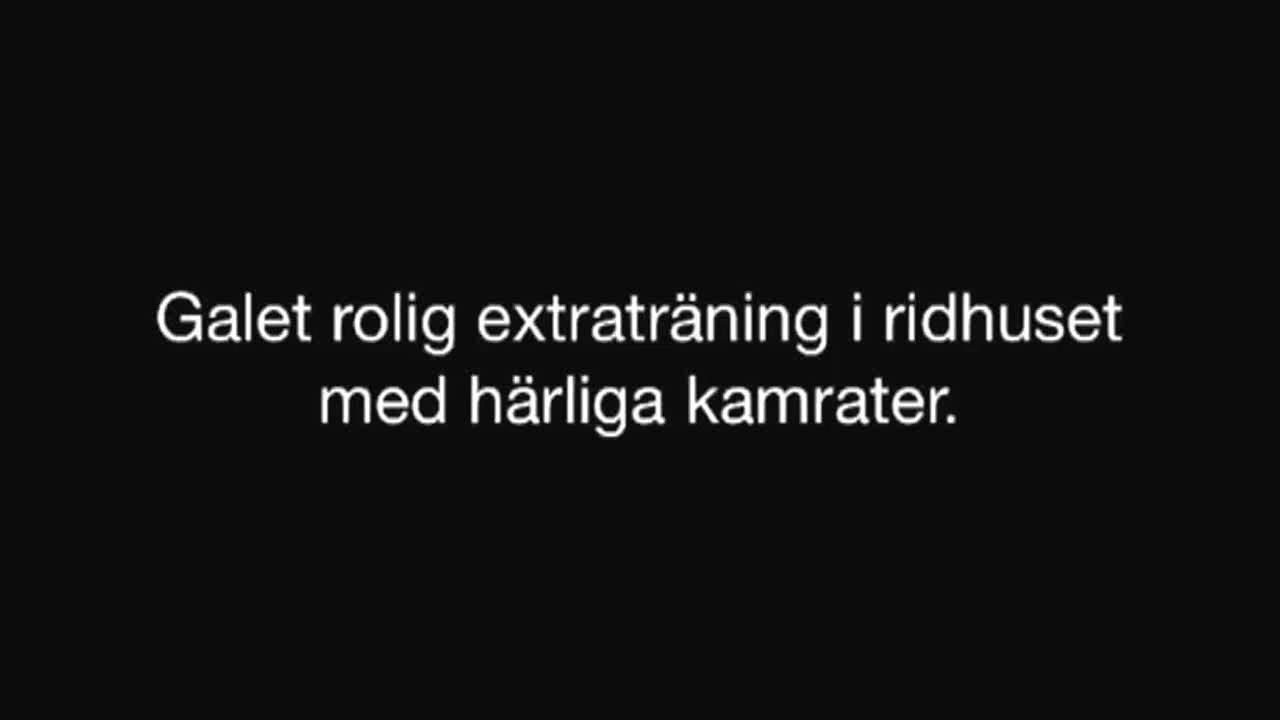 Galet rolig extraträning i ridhuset
med härliga kamrater.